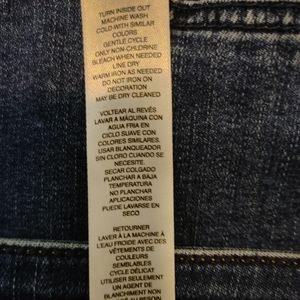 TURN INSIDE OUT
MACHINE WASH
COLD WITH SIMILAR
COLORS
GENTLE CYCLE
ONLY NON-CHLORINE
BLEACH WHEN NEEDED
LINE DRY
WARM IRON AS NEEDED
DO NOT IRON ON
DECORATION
MAY BE DRY CLEANED
VOLTEAR AL REVÉS
LAVAR A MÁQUINA CON
AGUA FRIA EN
CICLO SUAVE CON
COLORES SIMILARES.
USAR BLANQUEADOR
SIN CLORO CUANDO SE
NECESITE.
SECAR COLGADO
PLANCHAR A BAJA
TEMPERATURA
NO PLANCHAR
APLICACIONES
PUEDE LAVARSE EN
SECO
RETOURNER
LAVER À LA MACHINE À
L'EAU FROIDE AVEC DES
VÊTEMENTS DE
COULEURS
SEMBLABLES
CYCLE DÉLICAT
UTILISER SEULEMENT
UN AGENT DE
BLANCHIMENT NON
AU BESOIN